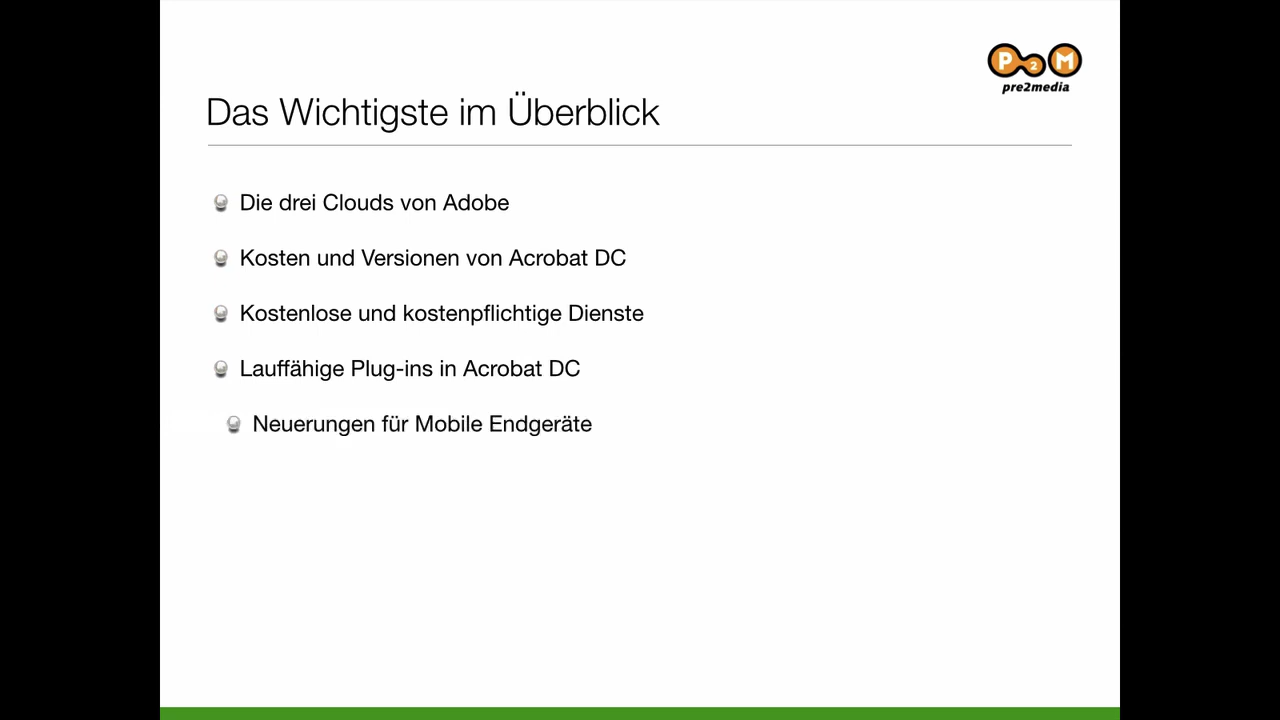 P2M
pre2media
Das Wichtigste im Überblick
Die drei Clouds von Adobe
Kosten und Versionen von Acrobat DC
Kostenlose und kostenpflichtige Dienste
Lauffähige Plug-ins in Acrobat DC
Neuerungen für Mobile Endgeräte